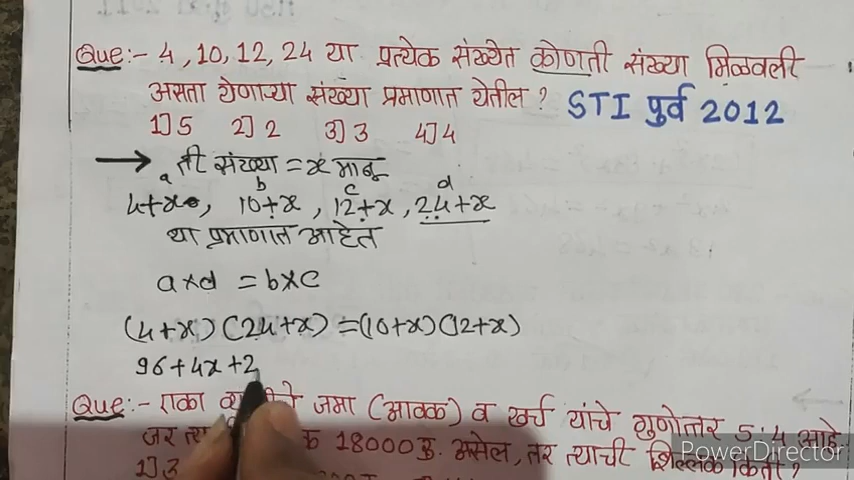 Que:- 4, 10, 12, 24 या प्रत्येक संख्येत कोणती संख्या मिळवली
असता येणाऱ्या संख्या प्रमाणात येतील? STI पुर्व 2012
1] 5 2] 2 3] 3 4] 4
→ ती संख्या = x मानू
a b c d
4+x, 10+x, 12+x, 24+x
या प्रमाणात आहेत
a×d = b×c
(4+x) (24+x) = (10+x) (12+x)
96+4x+2
Que:- एका जमा (आवक) व खर्च यांचे गुणोत्तर 5:4 आहे
जर 18000रु. असेल, तर त्याची शिल्लक किती?
1]
PowerDirector